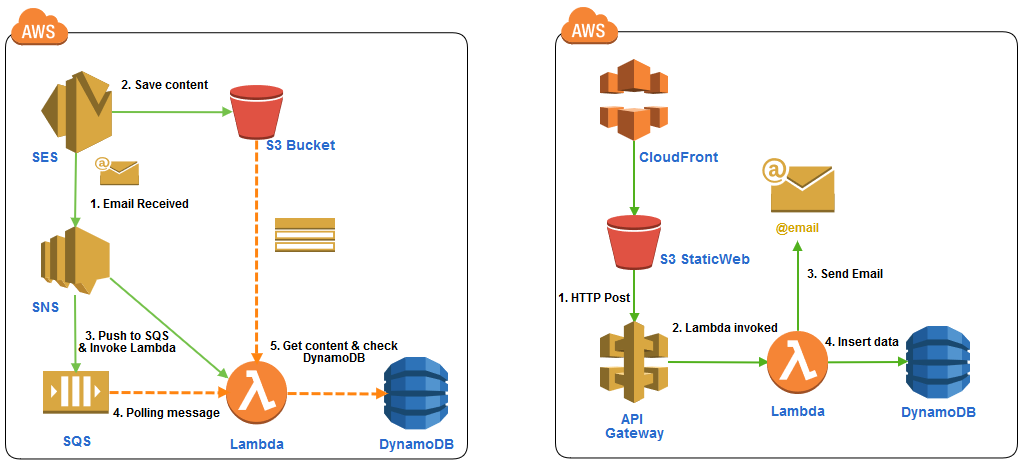 AWS
2. Save content
S3 Bucket
SES
@
1. Email Received
SNS
3. Push to SQS
& Invoke Lambda
5. Get content & check
DynamoDB
4. Polling message
λ
SQS
Lambda
DynamoDB
AWS
CloudFront
@
@email
S3 StaticWeb
3. Send Email
1. HTTP Post
2. Lambda invoked
4. Insert data
λ
API
Gateway
Lambda
DynamoDB